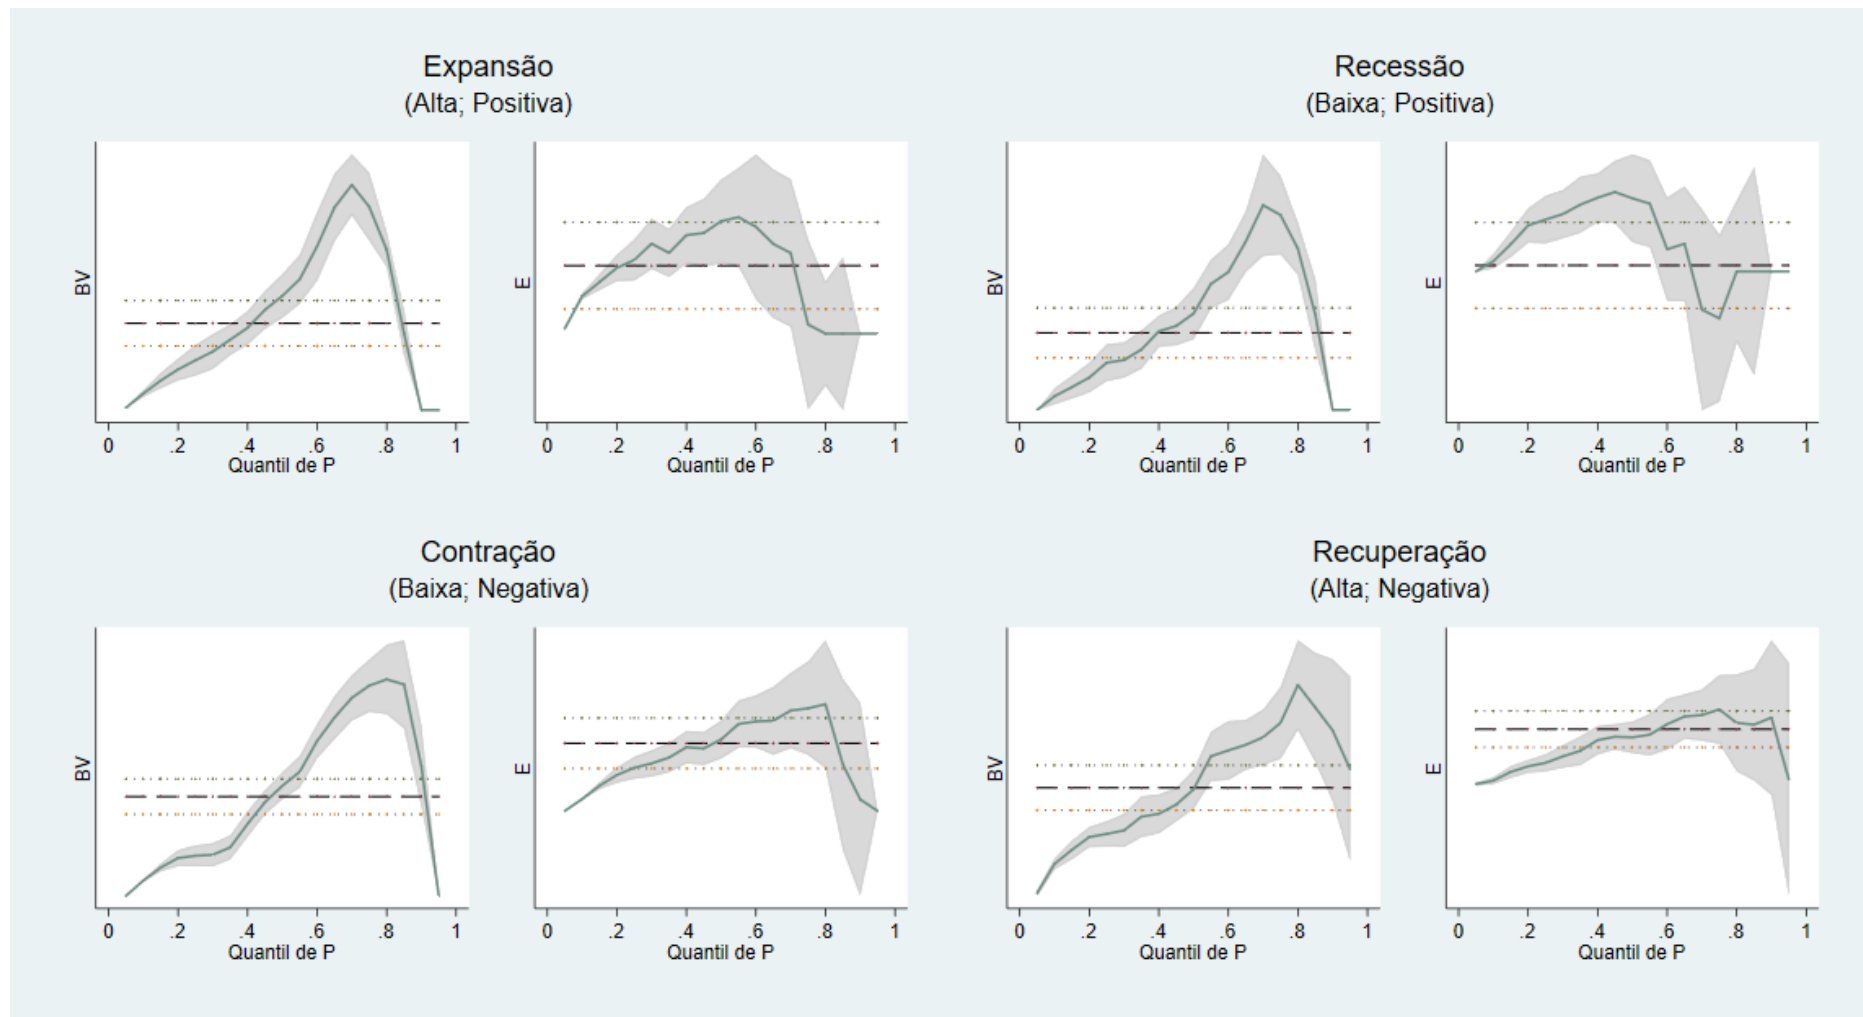 Expansão
(Alta; Positiva)
BV
0 .2 .4 .6 .8 1
Quantil de P
E
0 .2 .4 .6 .8 1
Quantil de P
Recessão
(Baixa; Positiva)
BV
0 .2 .4 .6 .8 1
Quantil de P
E
0 .2 .4 .6 .8 1
Quantil de P
Contração
(Baixa; Negativa)
BV
0 .2 .4 .6 .8 1
Quantil de P
E
0 .2 .4 .6 .8 1
Quantil de P
Recuperação
(Alta; Negativa)
BV
0 .2 .4 .6 .8 1
Quantil de P
E
0 .2 .4 .6 .8 1
Quantil de P